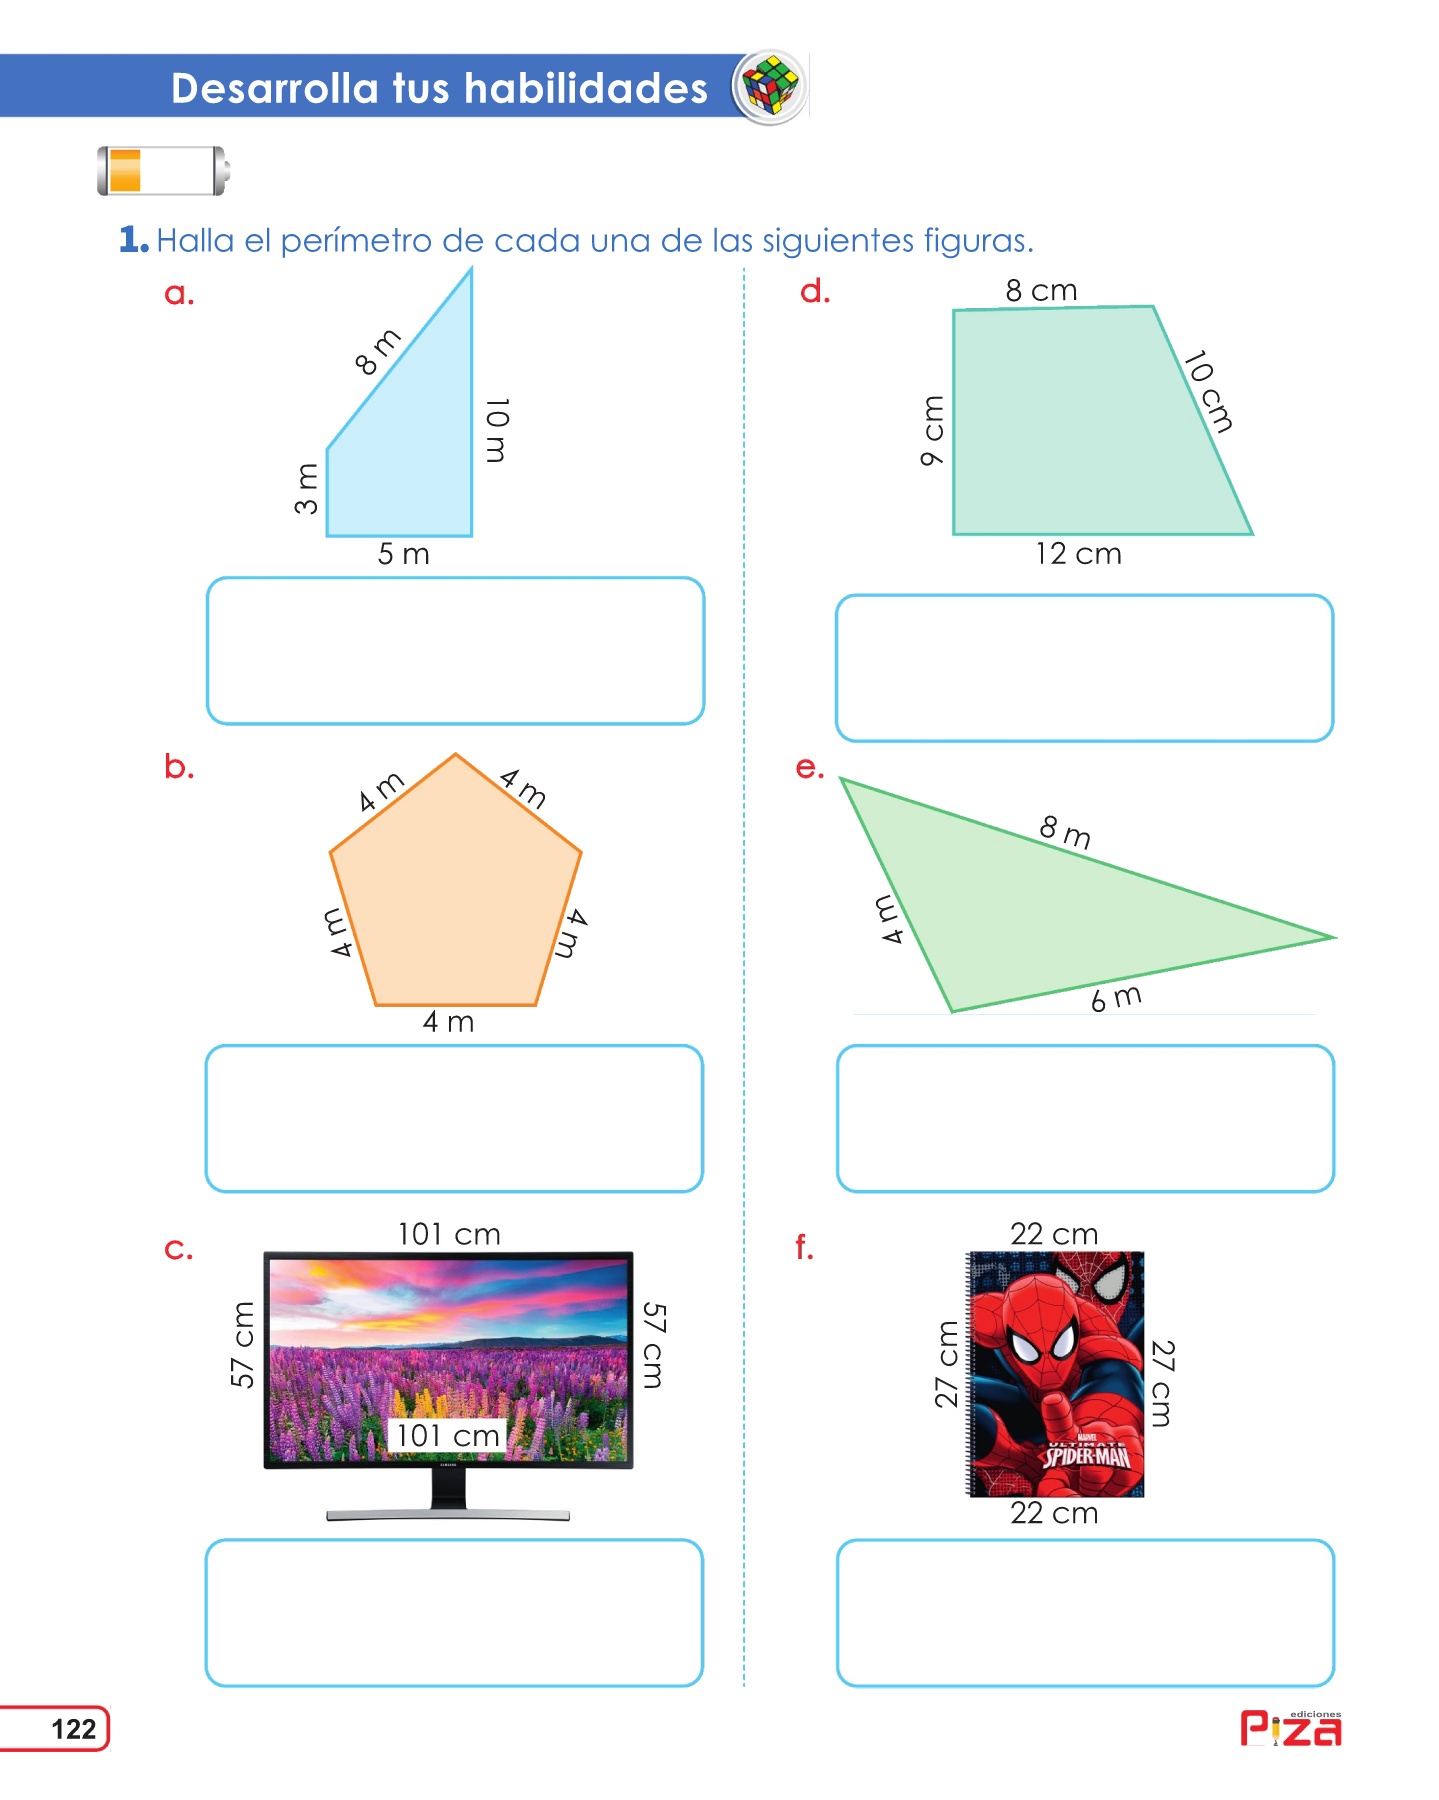 Desarrolla tus habilidades
1. Halla el perímetro de cada una de las siguientes figuras.
a.
8 m
10 m
3 m
5 m
b.
4 m
4 m
4 m
4 m
4 m
c.
101 cm
57 cm
57 cm
101 cm
SAMSUNG
d.
8 cm
10 cm
9 cm
12 cm
e.
8 m
4 m
6 m
f.
22 cm
27 cm
27 cm
MARVEL
ULTIMATE
SPIDER-MAN
22 cm
122
ediciones
Piza